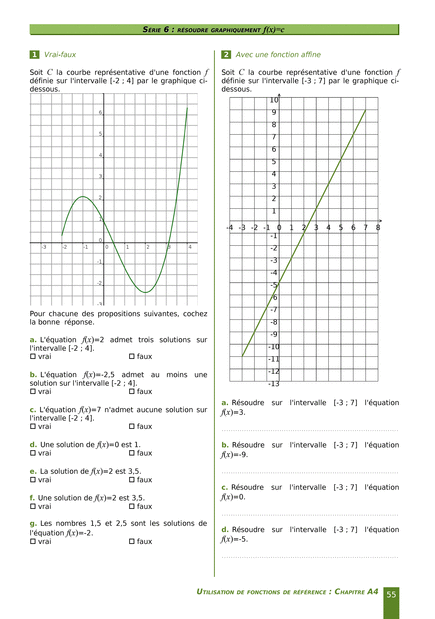 SÉRIE 6 : RÉSOUDRE GRAPHIQUEMENT f(x)=c
1 Vrai-faux
Soit C la courbe représentative d'une fonction f
définie sur l'intervalle [-2 ; 4] par le graphique ci-
dessous.
6
5
4
3
2
1
-3 -2 -1 0 1 2 3 4
-1
-2
-3
Pour chacune des propositions suivantes, cochez
la bonne réponse.
a. L'équation f(x)=2 admet trois solutions sur
l'intervalle [-2 ; 4].
vrai faux
b. L'équation f(x)=-2,5 admet au moins une
solution sur l'intervalle [-2 ; 4].
vrai faux
c. L'équation f(x)=7 n'admet aucune solution sur
l'intervalle [-2 ; 4].
vrai faux
d. Une solution de f(x)=0 est 1.
vrai faux
e. La solution de f(x)=2 est 3,5.
vrai faux
f. Une solution de f(x)=2 est 3,5.
vrai faux
g. Les nombres 1,5 et 2,5 sont les solutions de
l'équation f(x)=-2.
vrai faux
2 Avec une fonction affine
Soit C la courbe représentative d'une fonction f
définie sur l'intervalle [-3 ; 7] par le graphique ci-
dessous.
10
9
8
7
6
5
4
3
2
1
-4 -3 -2 -1 0 1 2 3 4 5 6 7 8
-1
-2
-3
-4
-5
-6
-7
-8
-9
-10
-11
-12
-13
a. Résoudre sur l'intervalle [-3 ; 7] l'équation
f(x)=3.
b. Résoudre sur l'intervalle [-3 ; 7] l'équation
f(x)=-9.
c. Résoudre sur l'intervalle [-3 ; 7] l'équation
f(x)=0.
d. Résoudre sur l'intervalle [-3 ; 7] l'équation
f(x)=-5.
UTILISATION DE FONCTIONS DE RÉFÉRENCE : CHAPITRE A4 55